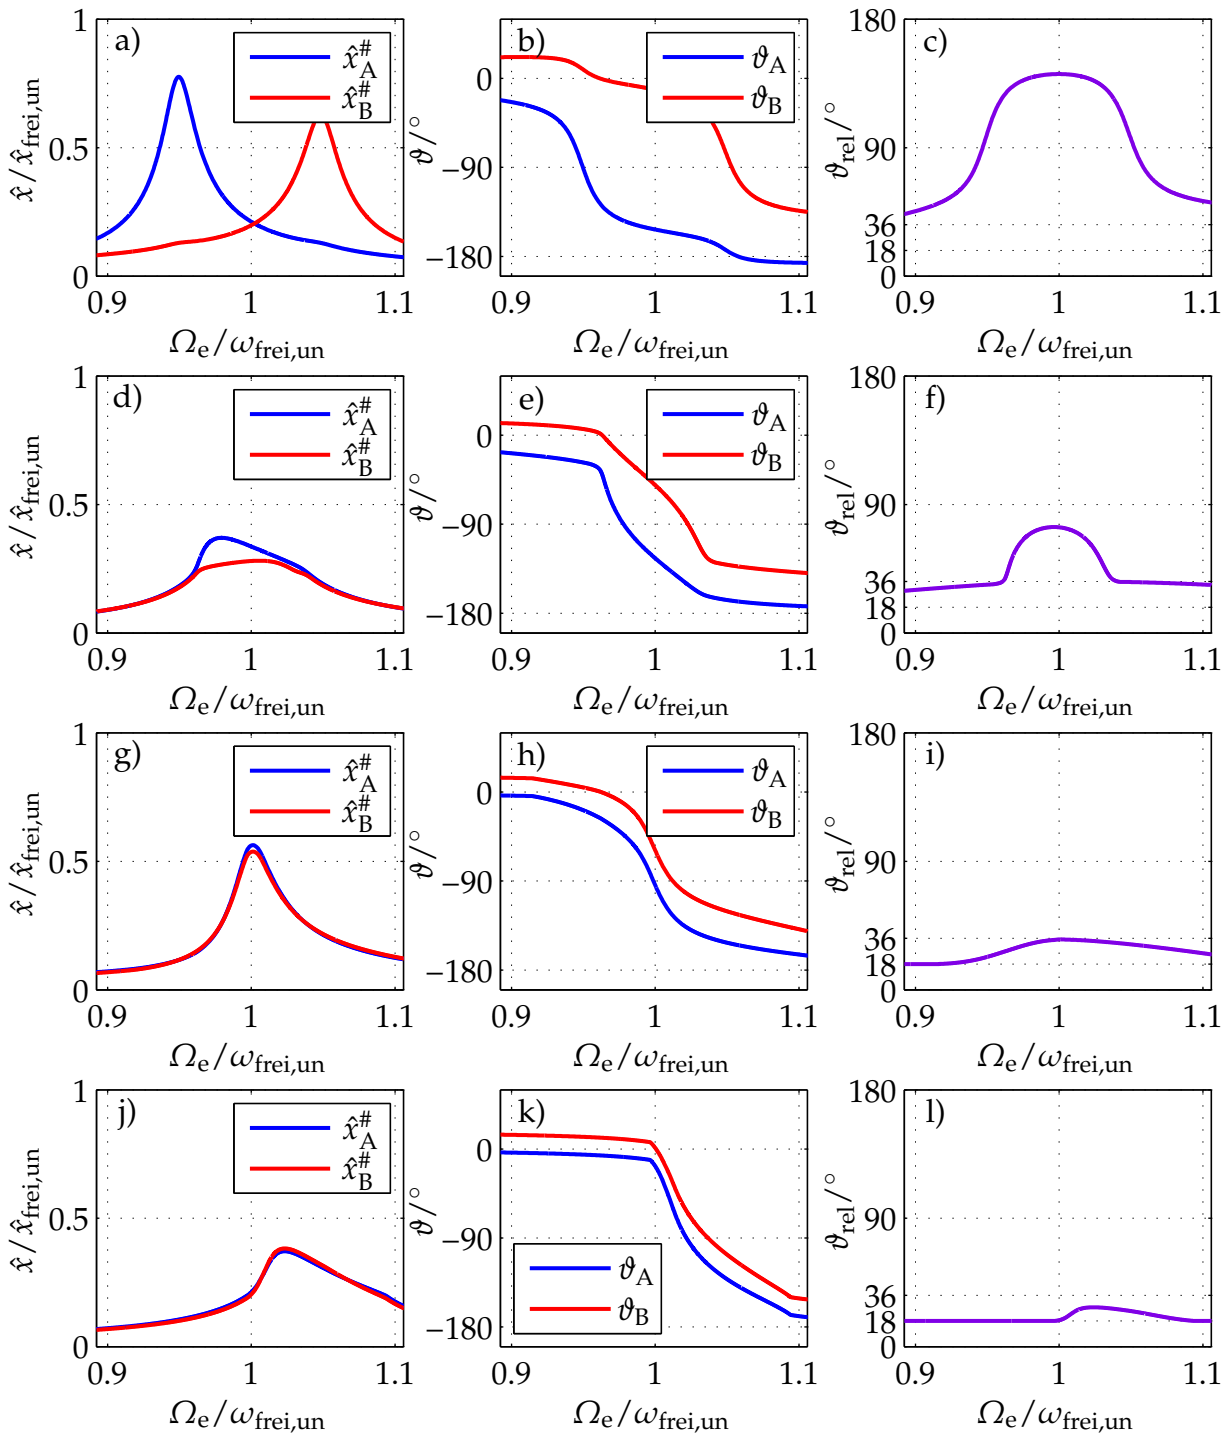 a)
x̂#A
x̂#B
1
0.5
0
x̂/x̂frei,un
0.9 1 1.1
Ωe/ωfrei,un
b)
ϑA
ϑB
0
−90
−180
ϑ/°
0.9 1 1.1
Ωe/ωfrei,un
c)
180
90
36
18
0
ϑrel/°
0.9 1 1.1
Ωe/ωfrei,un
d)
x̂#A
x̂#B
1
0.5
0
x̂/x̂frei,un
0.9 1 1.1
Ωe/ωfrei,un
e)
ϑA
ϑB
0
−90
−180
ϑ/°
0.9 1 1.1
Ωe/ωfrei,un
f)
180
90
36
18
0
ϑrel/°
0.9 1 1.1
Ωe/ωfrei,un
g)
x̂#A
x̂#B
1
0.5
0
x̂/x̂frei,un
0.9 1 1.1
Ωe/ωfrei,un
h)
ϑA
ϑB
0
−90
−180
ϑ/°
0.9 1 1.1
Ωe/ωfrei,un
i)
180
90
36
18
0
ϑrel/°
0.9 1 1.1
Ωe/ωfrei,un
j)
x̂#A
x̂#B
1
0.5
0
x̂/x̂frei,un
0.9 1 1.1
Ωe/ωfrei,un
k)
ϑA
ϑB
0
−90
−180
ϑ/°
0.9 1 1.1
Ωe/ωfrei,un
l)
180
90
36
18
0
ϑrel/°
0.9 1 1.1
Ωe/ωfrei,un